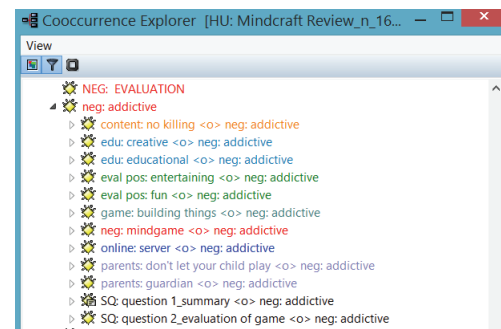 Cooccurrence Explorer [HU: Mindcraft Review_n_16...
View
NEG: EVALUATION
neg: addictive
content: no killing <o> neg: addictive
edu: creative <o> neg: addictive
edu: educational <o> neg: addictive
eval pos: entertaining <o> neg: addictive
eval pos: fun <o> neg: addictive
game: building things <o> neg: addictive
neg: mindgame <o> neg: addictive
online: server <o> neg: addictive
parents: don't let your child play <o> neg: addictive
parents: guardian <o> neg: addictive
SQ: question 1_summary <o> neg: addictive
SQ: question 2_evaluation of game <o> neg: addictive